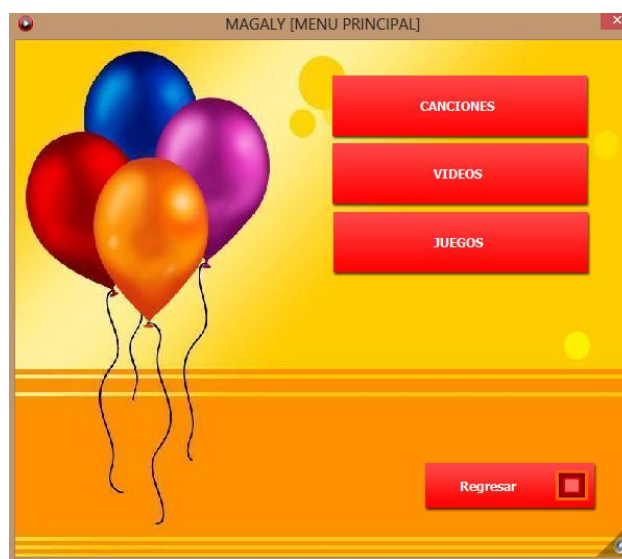 MAGALY [MENU PRINCIPAL]
CANCIONES
VIDEOS
JUEGOS
Regresar